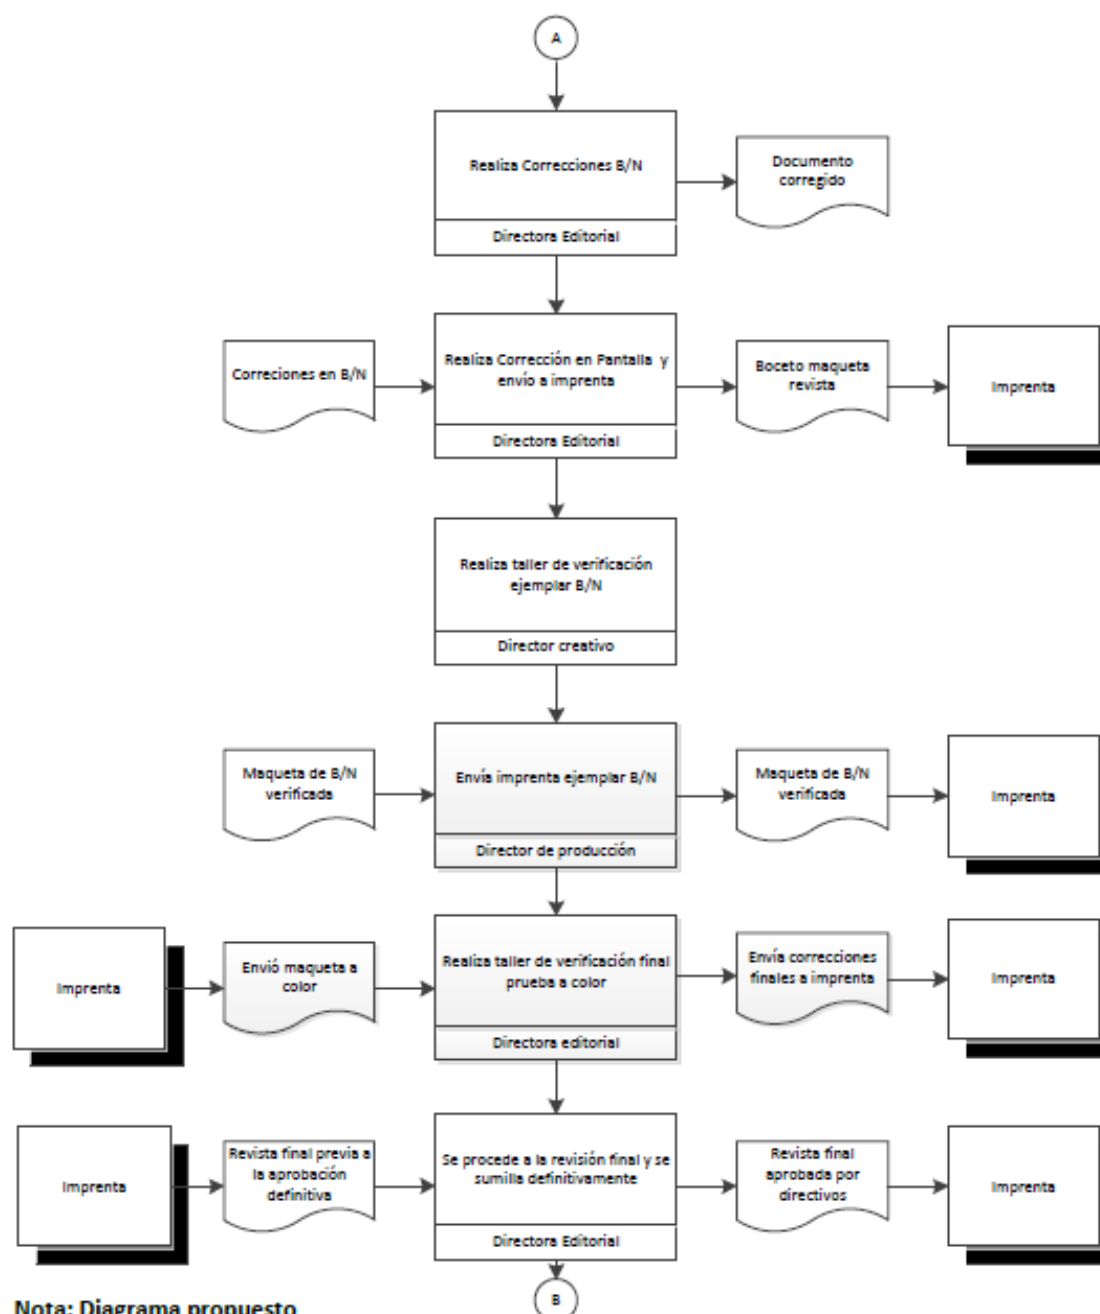 A
Realiza Correcciones B/N
Directora Editorial
Documento
corregido
Correciones en B/N
Realiza Corrección en Pantalla y
envío a imprenta
Directora Editorial
Boceto maqueta
revista
Imprenta
Realiza taller de verificación
ejemplar B/N
Director creativo
Maqueta de B/N
verificada
Envía imprenta ejemplar B/N
Director de producción
Maqueta de B/N
verificada
Imprenta
Imprenta
Envió maqueta a
color
Realiza taller de verificación final
prueba a color
Directora editorial
Envía correcciones
finales a imprenta
Imprenta
Imprenta
Revista final previa a
la aprobación
definitiva
Se procede a la revisión final y se
sumilla definitivamente
Directora Editorial
Revista final
aprobada por
directivos
Imprenta
B
Nota: Diagrama propuesto